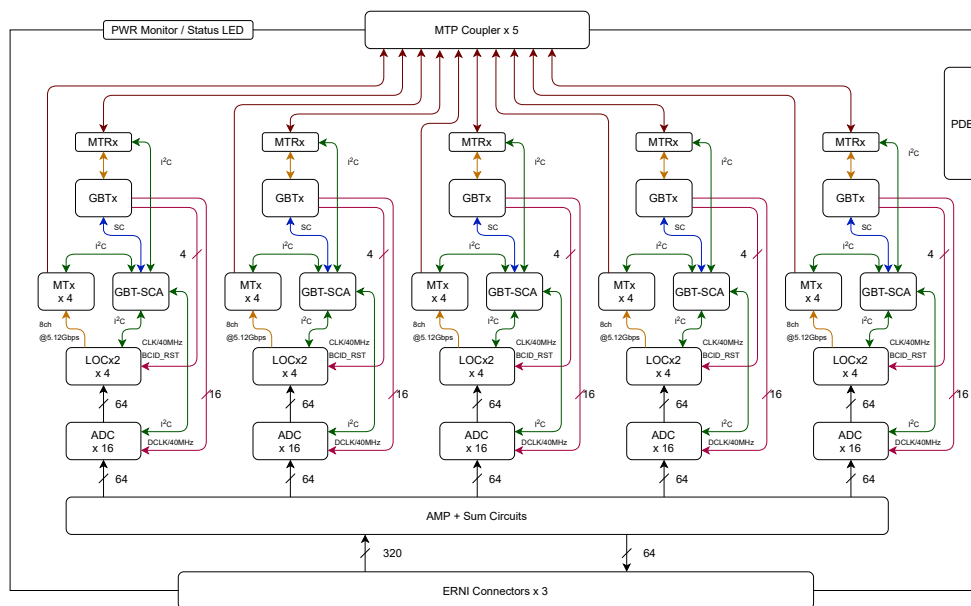 PWR Monitor / Status LED
MTP Coupler x 5
PDB
MTRx
I²C
GBTx
SC
I²C
4
MTx
x 4
GBT-SCA
8ch
@5.12Gbps
I²C
CLK/40MHz
BCID_RST
LOCx2
x 4
64
16
I²C
ADC
x 16
DCLK/40MHz
64
MTRx
I²C
GBTx
SC
I²C
4
MTx
x 4
GBT-SCA
8ch
@5.12Gbps
I²C
CLK/40MHz
BCID_RST
LOCx2
x 4
64
16
I²C
ADC
x 16
DCLK/40MHz
64
MTRx
I²C
GBTx
SC
I²C
4
MTx
x 4
GBT-SCA
8ch
@5.12Gbps
I²C
CLK/40MHz
BCID_RST
LOCx2
x 4
64
16
I²C
ADC
x 16
DCLK/40MHz
64
MTRx
I²C
GBTx
SC
I²C
4
MTx
x 4
GBT-SCA
8ch
@5.12Gbps
I²C
CLK/40MHz
BCID_RST
LOCx2
x 4
64
16
I²C
ADC
x 16
DCLK/40MHz
64
MTRx
I²C
GBTx
SC
I²C
4
MTx
x 4
GBT-SCA
8ch
@5.12Gbps
I²C
CLK/40MHz
BCID_RST
LOCx2
x 4
64
16
I²C
ADC
x 16
DCLK/40MHz
64
AMP + Sum Circuits
320
64
ERNI Connectors x 3